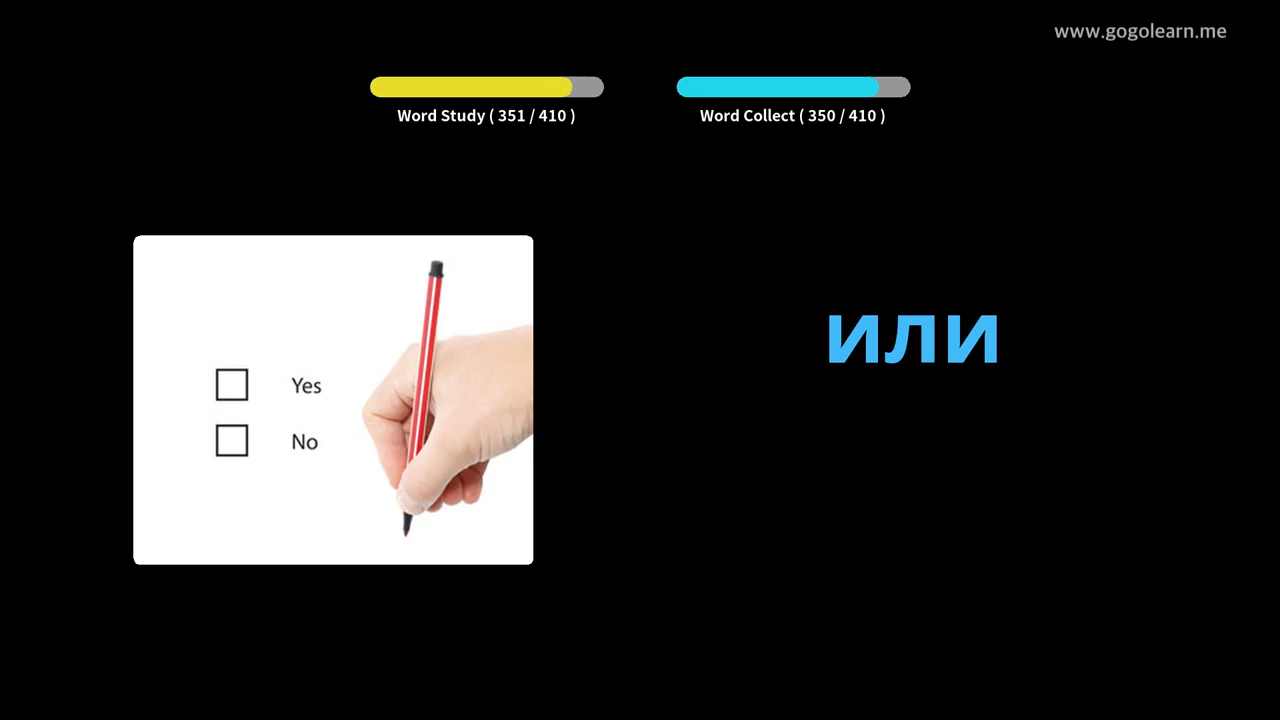 www.gogolearn.me
Word Study ( 351 / 410 )
Word Collect ( 350 / 410 )
Yes
No
или